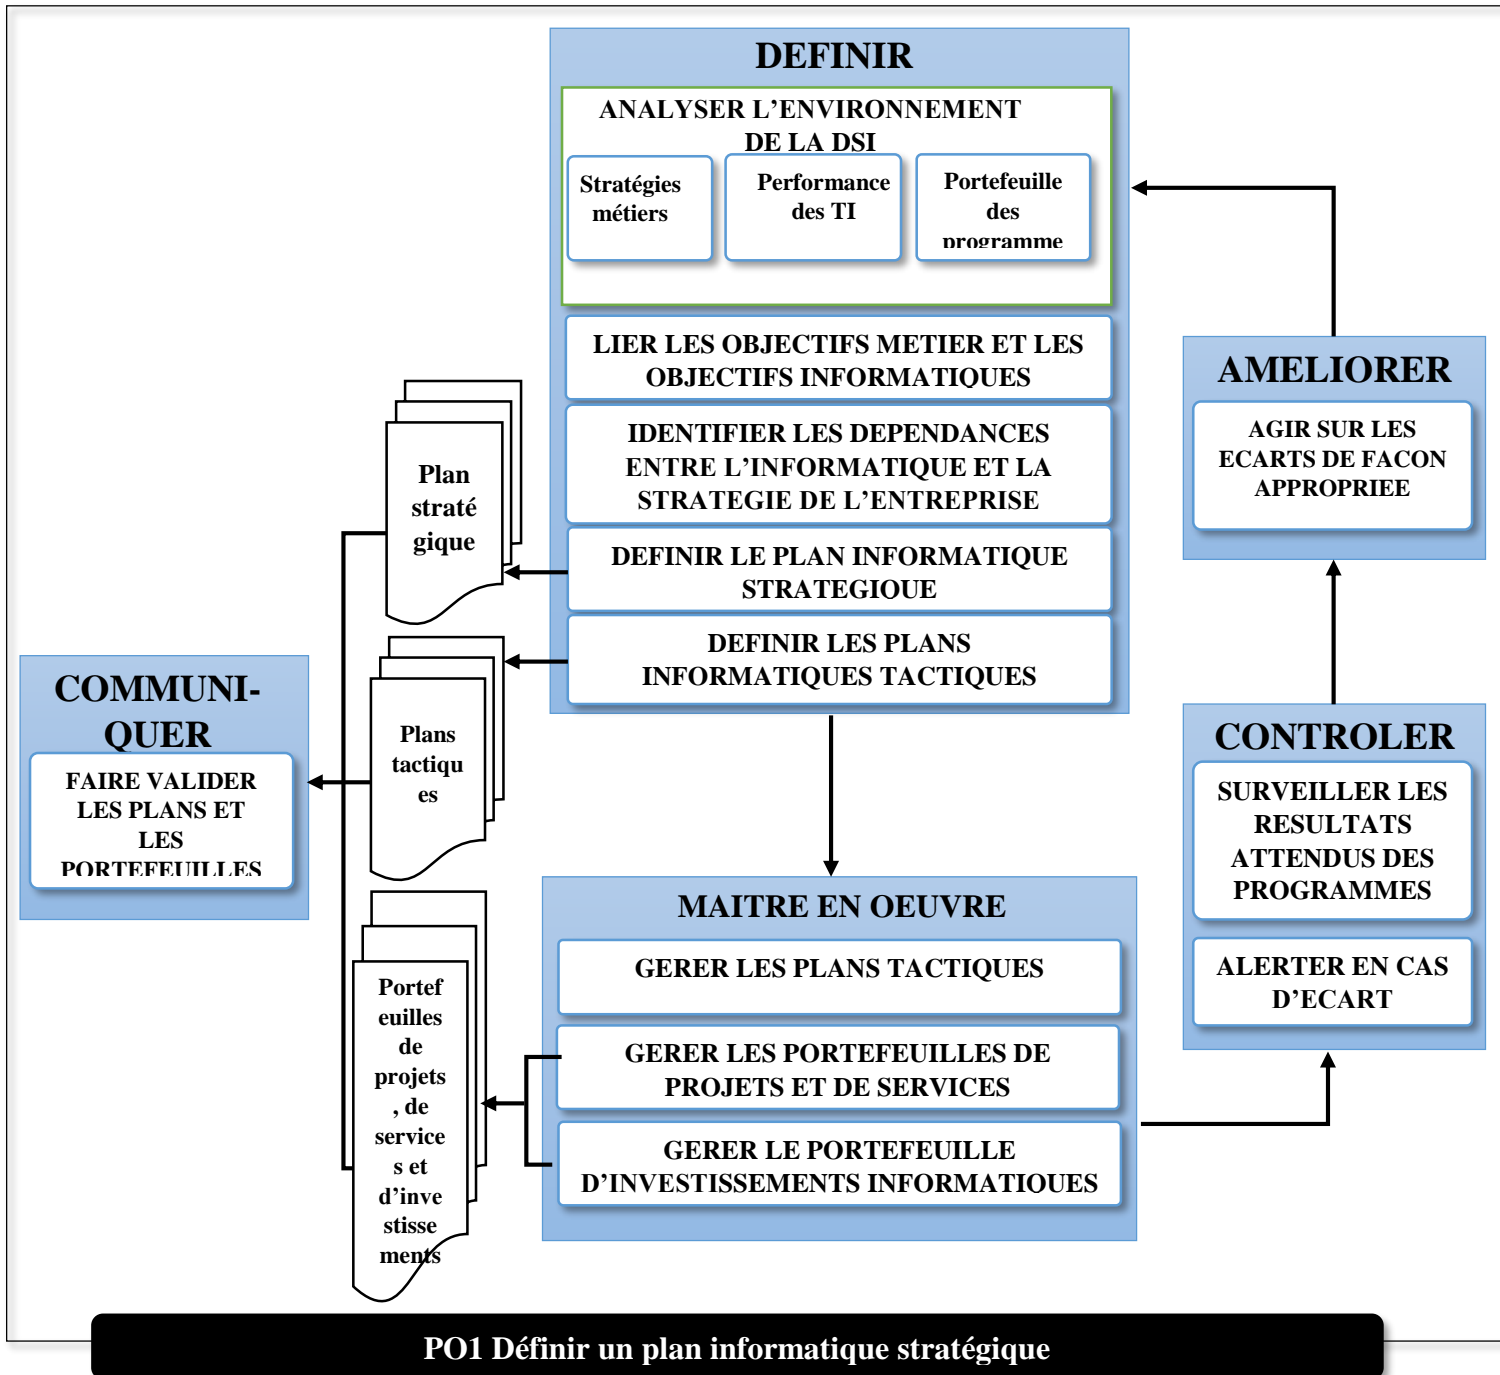 DEFINIR
ANALYSER L’ENVIRONNEMENT
DE LA DSI
Stratégies
métiers
Performance
des TI
Portefeuille
des
programme
LIER LES OBJECTIFS METIER ET LES
OBJECTIFS INFORMATIQUES
IDENTIFIER LES DEPENDANCES
ENTRE L’INFORMATIQUE ET LA
STRATEGIE DE L’ENTREPRISE
DEFINIR LE PLAN INFORMATIQUE
STRATEGIQUE
DEFINIR LES PLANS
INFORMATIQUES TACTIQUES
AMELIORER
AGIR SUR LES
ECARTS DE FACON
APPROPRIEE
Plan
straté
gique
COMMUNI-
QUER
FAIRE VALIDER
LES PLANS ET
LES
PORTEFEUILLES
Plans
tactiqu
es
CONTROLER
SURVEILLER LES
RESULTATS
ATTENDUS DES
PROGRAMMES
ALERTER EN CAS
D’ECART
MAITRE EN OEUVRE
GERER LES PLANS TACTIQUES
GERER LES PORTEFEUILLES DE
PROJETS ET DE SERVICES
GERER LE PORTEFEUILLE
D’INVESTISSEMENTS INFORMATIQUES
Portef
euilles
de
projets
, de
service
s et
d’inve
stisse
ments
PO1 Définir un plan informatique stratégique